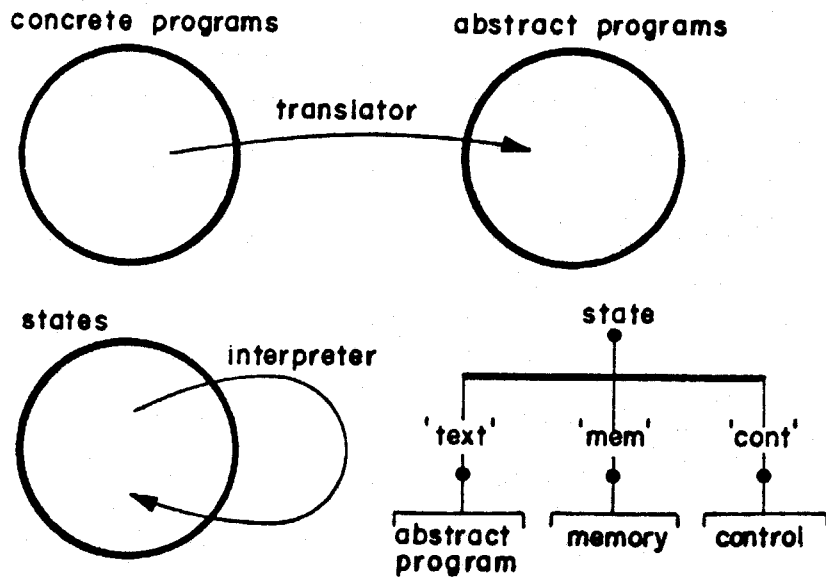 concrete programs
abstract programs
translator
states
interpreter
state
'text' 'mem' 'cont'
abstract program
memory
control